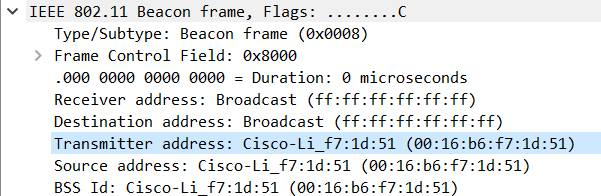 IEEE 802.11 Beacon frame, Flags: ........C
Type/Subtype: Beacon frame (0x0008)
Frame Control Field: 0x8000
.000 0000 0000 0000 = Duration: 0 microseconds
Receiver address: Broadcast (ff:ff:ff:ff:ff:ff)
Destination address: Broadcast (ff:ff:ff:ff:ff:ff)
Transmitter address: Cisco-Li_f7:1d:51 (00:16:b6:f7:1d:51)
Source address: Cisco-Li_f7:1d:51 (00:16:b6:f7:1d:51)
BSS Id: Cisco-Li_f7:1d:51 (00:16:b6:f7:1d:51)